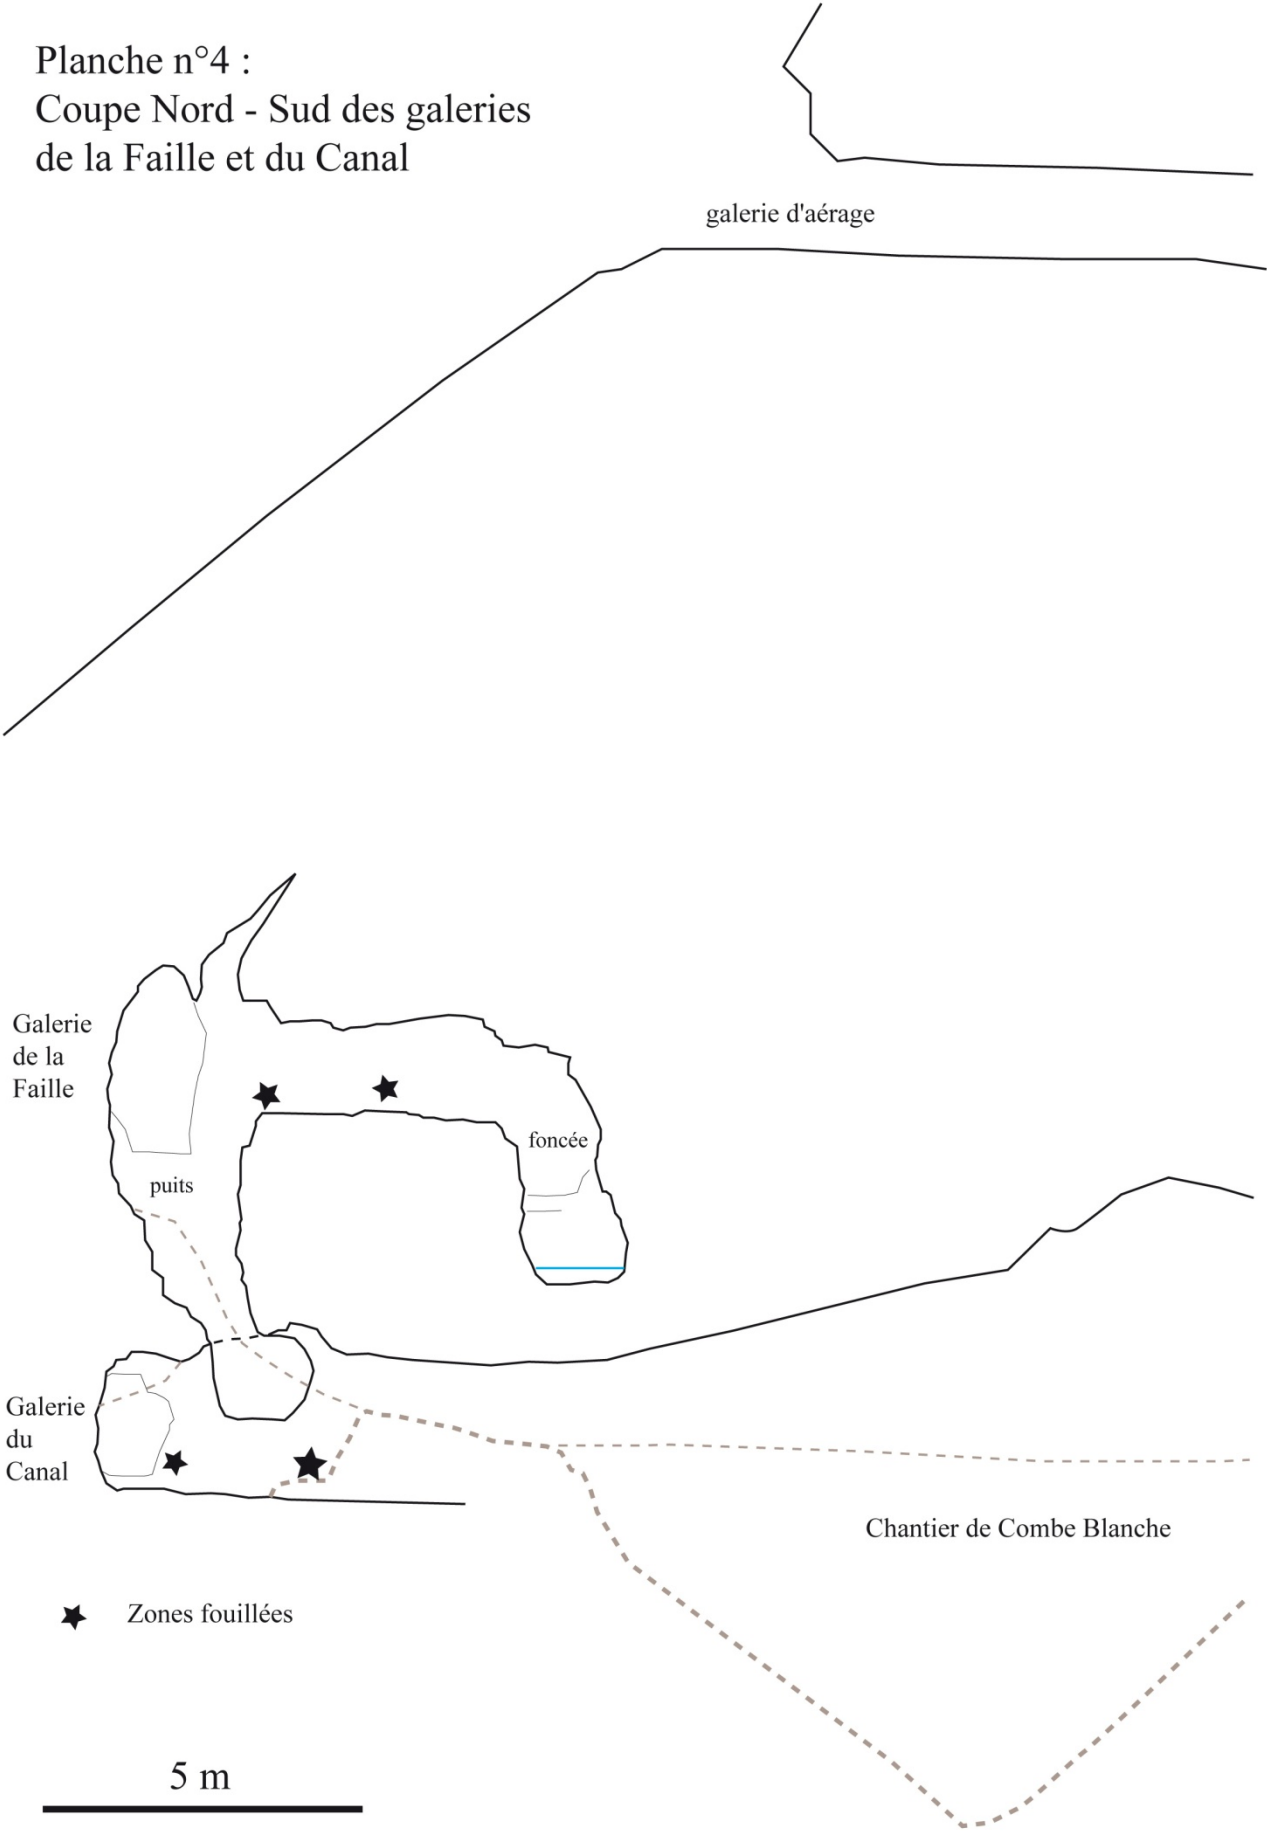 Planche n°4 :
Coupe Nord - Sud des galeries
de la Faille et du Canal
galerie d'aérage
Galerie
de la
Faille
foncée
puits
Galerie
du
Canal
Chantier de Combe Blanche
Zones fouillées
5 m